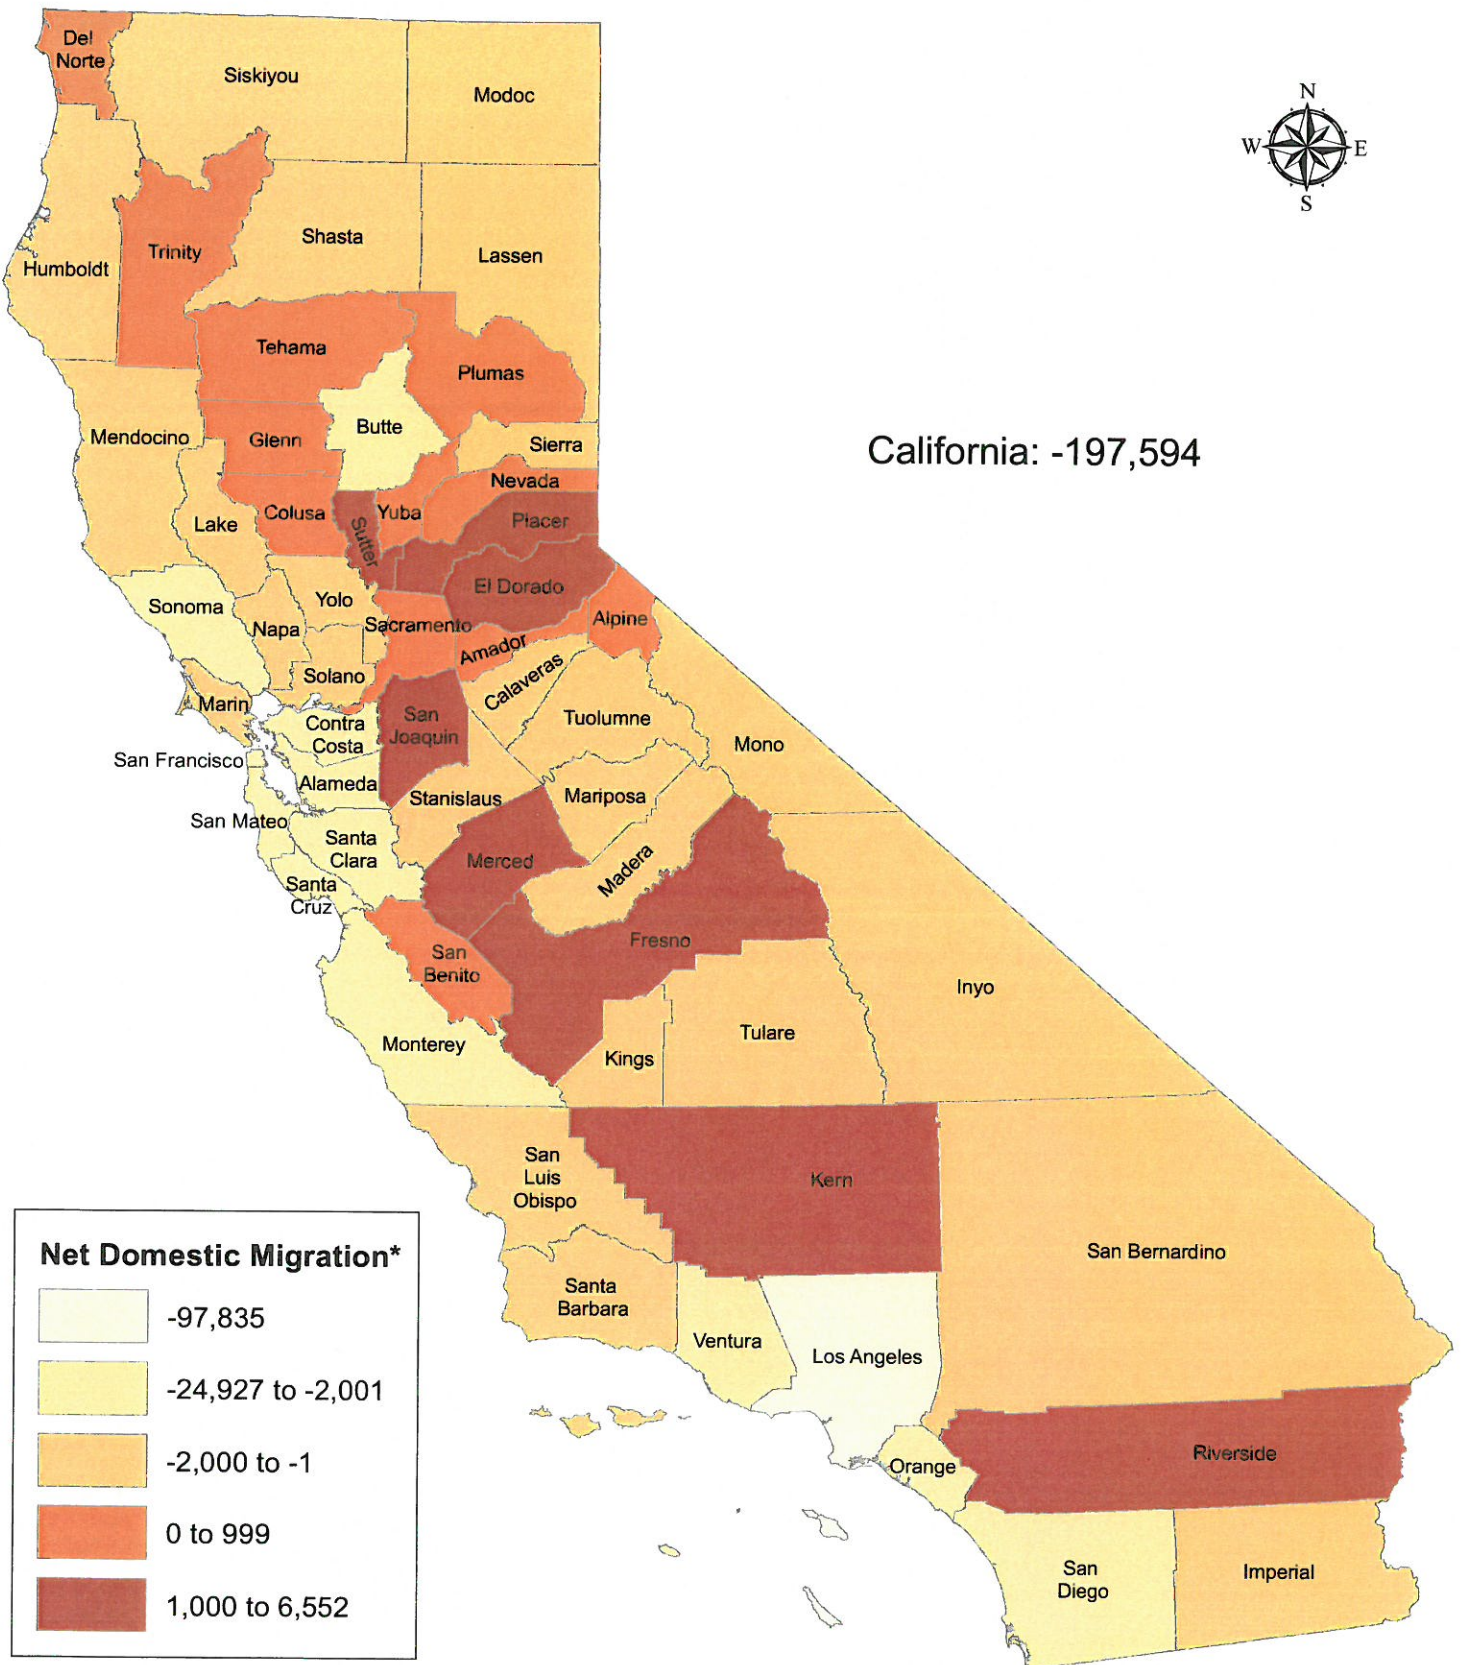 Del
Norte
Siskiyou
Modoc
N
W
E
S
Humboldt
Trinity
Shasta
Lassen
Tehama
Plumas
Mendocino
Glenn
Butte
Sierra
California: -197,594
Nevada
Lake
Colusa
Sutter
Yuba
Placer
Sonoma
Napa
Yolo
Sacramento
El Dorado
Amador
Alpine
Solano
Marin
Calaveras
Contra
Costa
San
Joaquin
Tuolumne
Mono
San Francisco
Alameda
Stanislaus
Mariposa
San Mateo
Santa
Clara
Merced
Madera
Santa
Cruz
San
Benito
Fresno
Inyo
Monterey
Kings
Tulare
San
Luis
Obispo
Kern
San Bernardino
Santa
Barbara
Ventura
Los Angeles
Orange
Riverside
San
Diego
Imperial
Net Domestic Migration*
-97,835
-24,927 to -2,001
-2,000 to -1
0 to 999
1,000 to 6,552